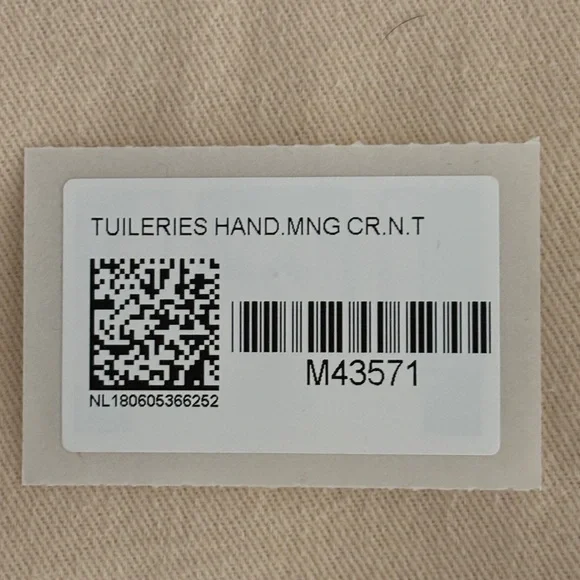 TUILERIES HAND.MNG CR.N.T
M43571
NL180605366252